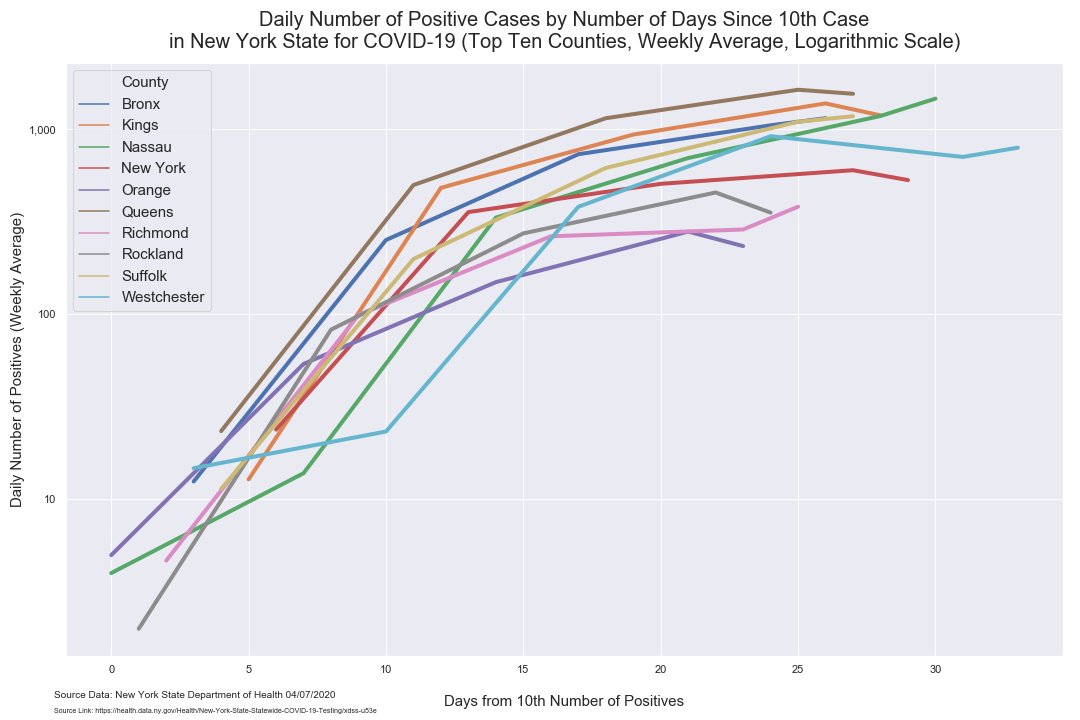 Daily Number of Positive Cases by Number of Days Since 10th Case
in New York State for COVID-19 (Top Ten Counties, Weekly Average, Logarithmic Scale)
County
Bronx
Kings
Nassau
New York
Orange
Queens
Richmond
Rockland
Suffolk
Westchester
Daily Number of Positives (Weekly Average)
1,000
100
10
0 5 10 15 20 25 30
Days from 10th Number of Positives
Source Data: New York State Department of Health 04/07/2020
Source Link: https://health.data.ny.gov/Health/New-York-State-Statewide-COVID-19-Testing/xdss-u53e